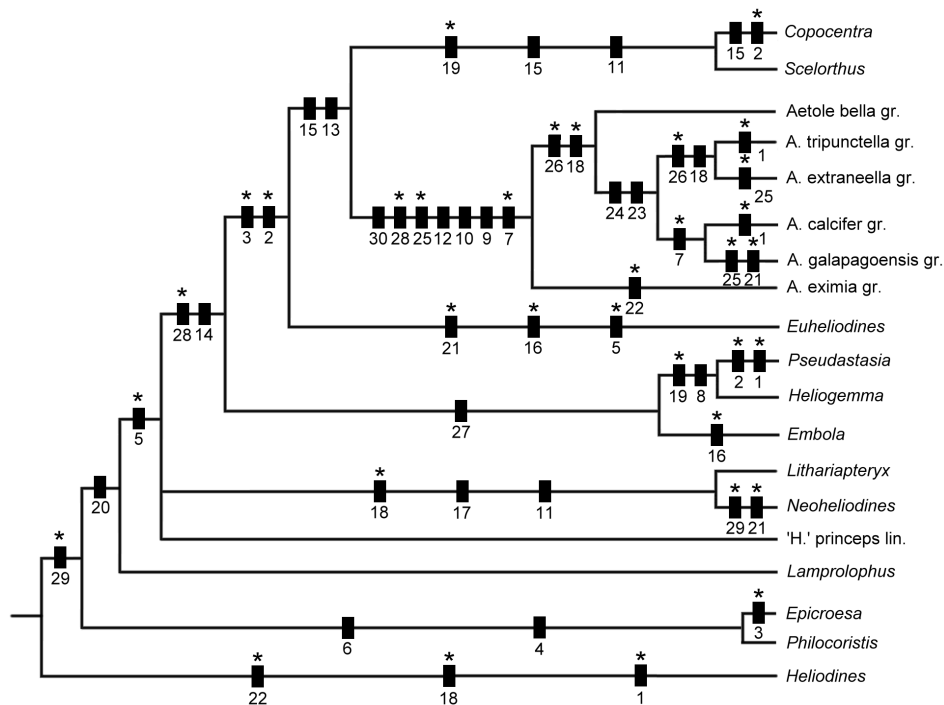 * Copocentra
* 15 2
19 15 11 Scelorthus
Aetole bella gr.
* * * A. tripunctella gr.
15 13 26 18 * 1
26 18 * A. extraneella gr.
24 23 25
* * * * * A. calcifer gr.
3 2 30 28 25 12 10 9 7 * 1
7 * * A. galapagoensis gr.
25 21
* A. eximia gr.
22
* * * * Euheliodines
28 14 21 16 5
* * * Pseudastasia
19 8 2 1
Heliogemma
* 27 * Embola
5 16
Lithariapteryx
* * * Neoheliodines
20 18 17 11 29 21
'H.' princeps lin.
* Lamprolophus
29
* Epicroesa
6 4 3
Philocoristis
* * * Heliodines
22 18 1